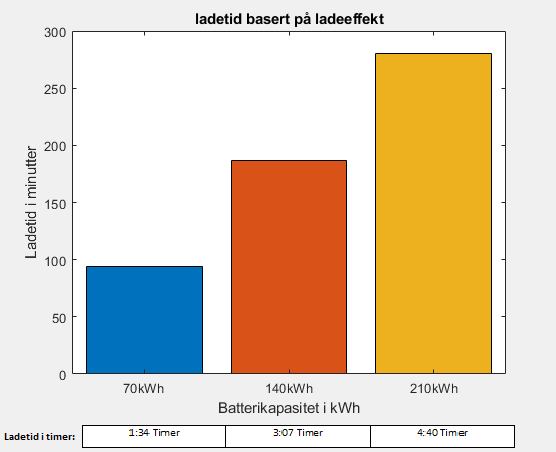 ladetid basert på ladeeffekt
300
250
200
150
100
50
0
Ladetid i minutter
70kWh 140kWh 210kWh
Batterikapasitet i kWh
Ladetid i timer: 1:34 Timer 3:07 Timer 4:40 Timer